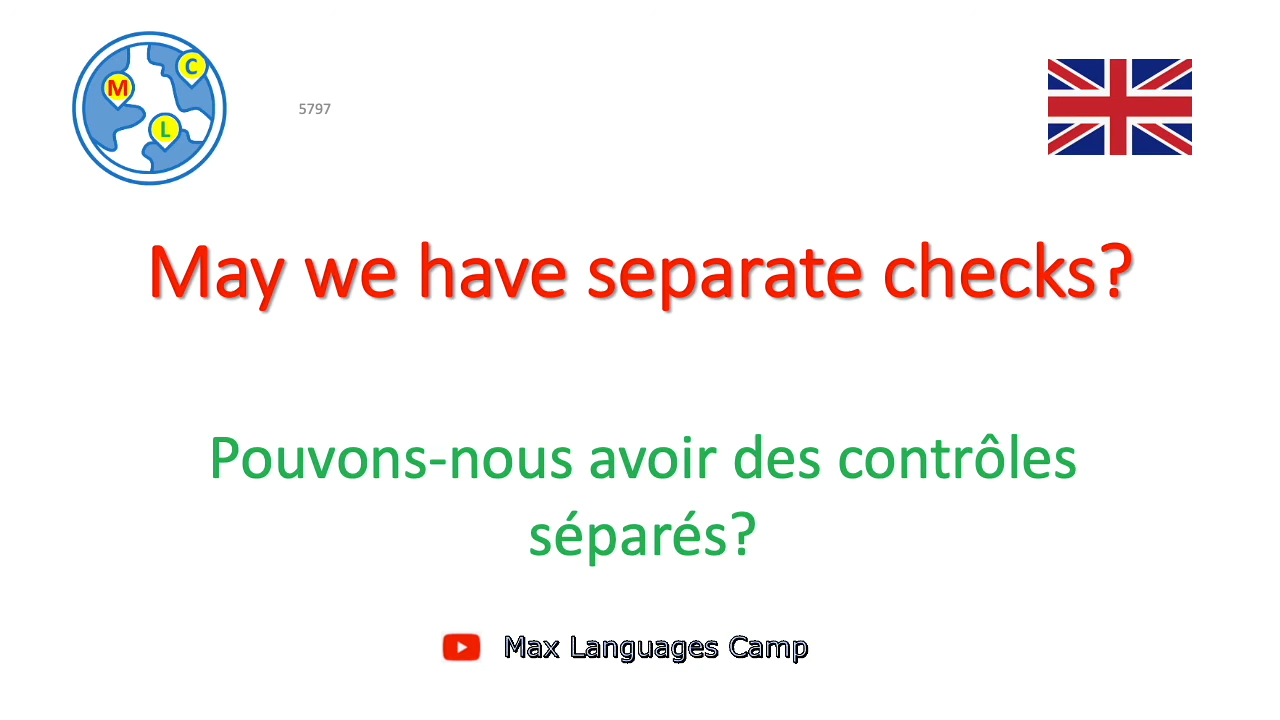 M
C
L
5797
May we have separate checks?
Pouvons-nous avoir des contrôles
séparés?
Max Languages Camp